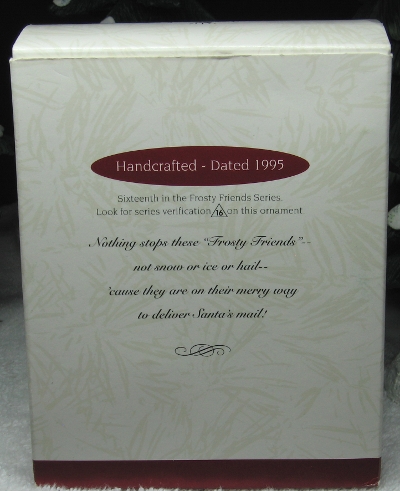 Handcrafted - Dated 1995
Sixteenth in the Frosty Friends Series.
Look for series verification 16 on this ornament
Nothing stops these "Frosty Friends"--
not snow or ice or hail--
'cause they are on their merry way
to deliver Santa's mail!